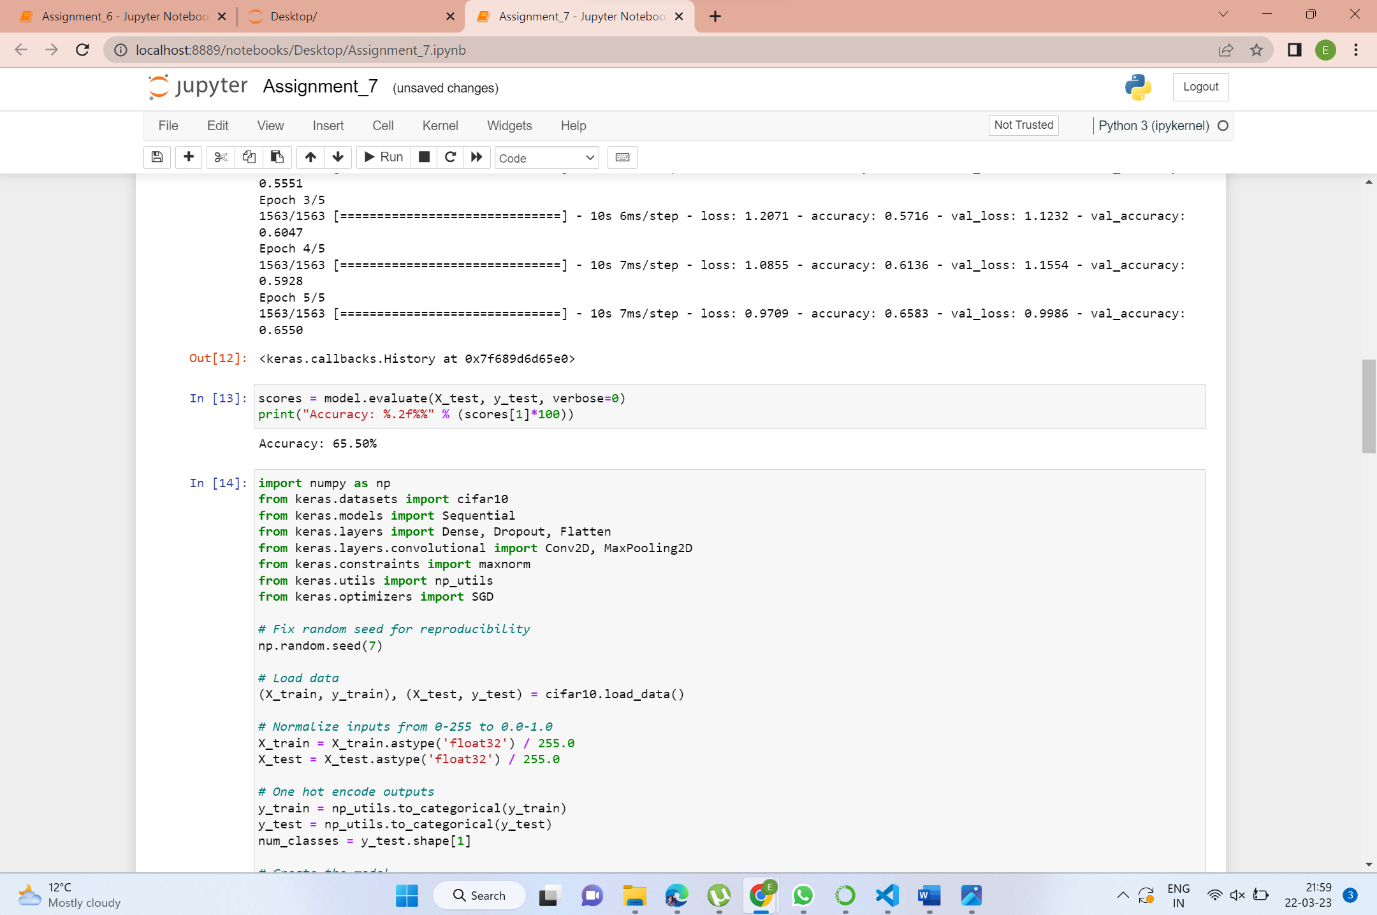 Assignment_6 - Jupyter Noteboo
Desktop/
Assignment_7 - Jupyter Noteboo
localhost:8889/notebooks/Desktop/Assignment_7.ipynb
E
jupyter Assignment_7 (unsaved changes)
Logout
File Edit View Insert Cell Kernel Widgets Help
Not Trusted
Python 3 (ipykernel)
Run
Code
0.5551
Epoch 3/5
1563/1563 [==============================] - 10s 6ms/step - loss: 1.2071 - accuracy: 0.5716 - val_loss: 1.1232 - val_accuracy:
0.6047
Epoch 4/5
1563/1563 [==============================] - 10s 7ms/step - loss: 1.0855 - accuracy: 0.6136 - val_loss: 1.1554 - val_accuracy:
0.5928
Epoch 5/5
1563/1563 [==============================] - 10s 7ms/step - loss: 0.9709 - accuracy: 0.6583 - val_loss: 0.9986 - val_accuracy:
0.6550
Out[12]: <keras.callbacks.History at 0x7f689d6d65e0>
In [13]: scores = model.evaluate(X_test, y_test, verbose=0)
print("Accuracy: %.2f%%" % (scores[1]*100))
Accuracy: 65.50%
In [14]: import numpy as np
from keras.datasets import cifar10
from keras.models import Sequential
from keras.layers import Dense, Dropout, Flatten
from keras.layers.convolutional import Conv2D, MaxPooling2D
from keras.constraints import maxnorm
from keras.utils import np_utils
from keras.optimizers import SGD
# Fix random seed for reproducibility
np.random.seed(7)
# Load data
(X_train, y_train), (X_test, y_test) = cifar10.load_data()
# Normalize inputs from 0-255 to 0.0-1.0
X_train = X_train.astype('float32') / 255.0
X_test = X_test.astype('float32') / 255.0
# One hot encode outputs
y_train = np_utils.to_categorical(y_train)
y_test = np_utils.to_categorical(y_test)
num_classes = y_test.shape[1]
# Create the model
12°C
Mostly cloudy
Search
E
ENG
IN
21:59
22-03-23
3